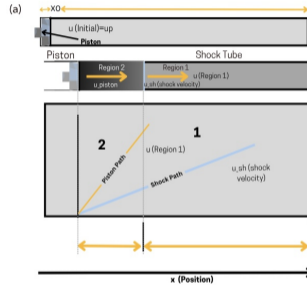 (a)
X0
u (Initial)=up
Piston
Piston
Shock Tube
Region 2
Region 1
u (Region 1)
u_piston
u_sh(shock velocity)
2
1
u (Region 1)
Piston Path
Shock Path
u_sh (shock
velocity)
x (Position)